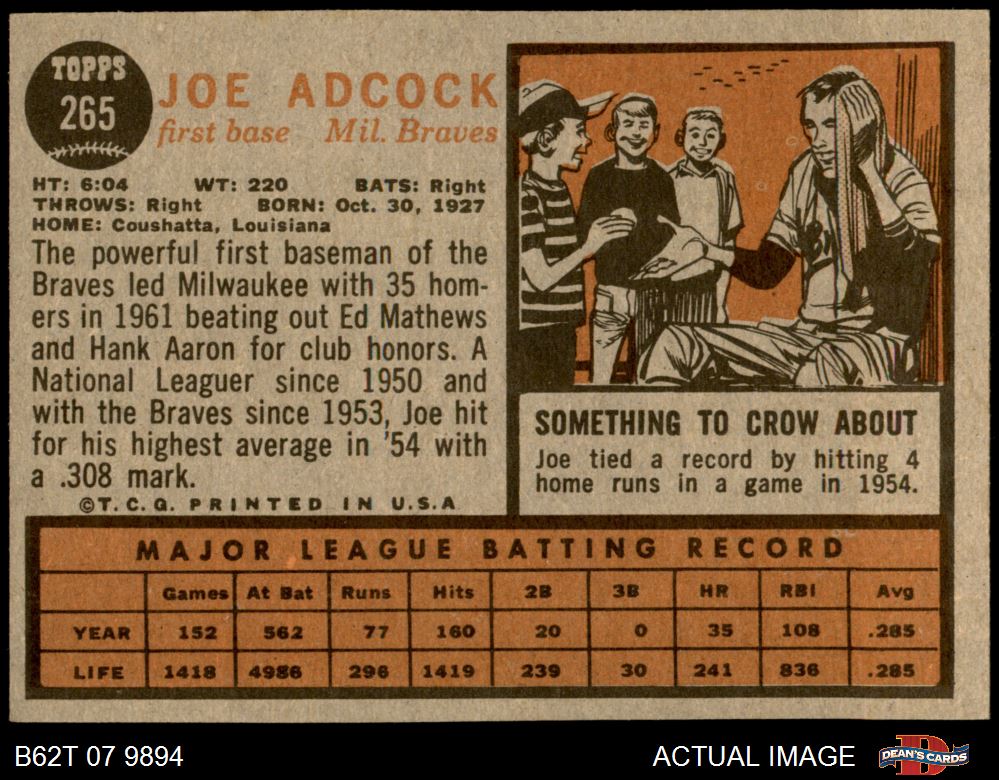 TOPPS
265
JOE ADCOCK
first base Mil. Braves
HT: 6:04 WT: 220 BATS: Right
THROWS: Right BORN: Oct. 30, 1927
HOME: Coushatta, Louisiana
The powerful first baseman of the
Braves led Milwaukee with 35 hom-
ers in 1961 beating out Ed Mathews
and Hank Aaron for club honors. A
National Leaguer since 1950 and
with the Braves since 1953, Joe hit
for his highest average in '54 with
a .308 mark.
©T.C.G. PRINTED IN U.S.A
SOMETHING TO CROW ABOUT
Joe tied a record by hitting 4
home runs in a game in 1954.
MAJOR LEAGUE BATTING RECORD
Games At Bat Runs Hits 2B 3B HR RBI Avg
YEAR 152 562 77 160 20 0 35 108 .285
LIFE 1418 4986 296 1419 239 30 241 836 .285
B62T 07 9894
ACTUAL IMAGE
DEAN'S CARDS